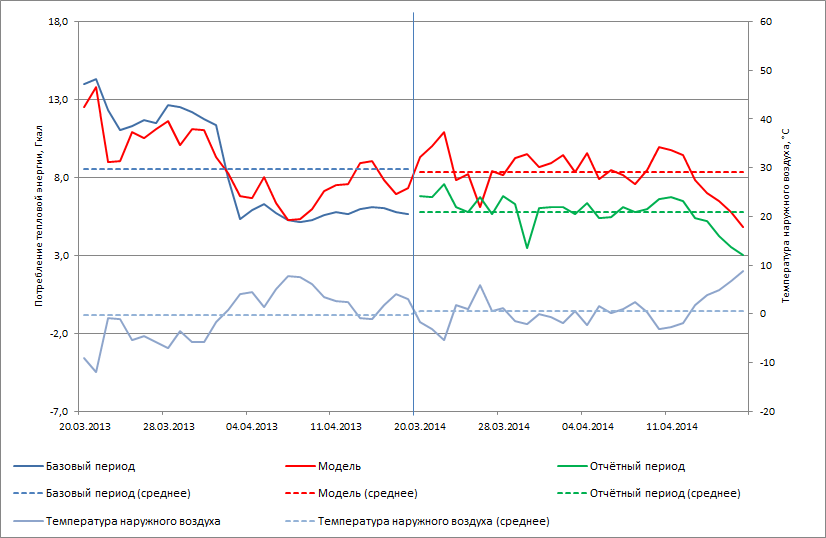 18,0
13,0
8,0
3,0
-2,0
-7,0
Потребление тепловой энергии, Гкал
60
50
40
30
20
10
0
-10
-20
Температура наружного воздуха, °С
20.03.2013 28.03.2013 04.04.2013 11.04.2013 20.03.2014 28.03.2014 04.04.2014 11.04.2014
Базовый период Модель Отчётный период
Базовый период (среднее) Модель (среднее) Отчётный период (среднее)
Температура наружного воздуха Температура наружного воздуха (среднее)